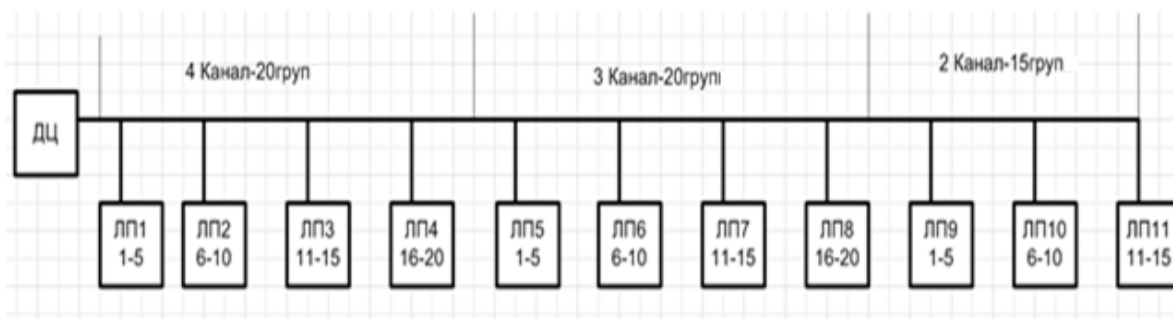 4 Канал-20груп
3 Канал-20груп
2 Канал-15груп
ДЦ
ЛП1
1-5
ЛП2
6-10
ЛП3
11-15
ЛП4
16-20
ЛП5
1-5
ЛП6
6-10
ЛП7
11-15
ЛП8
16-20
ЛП9
1-5
ЛП10
6-10
ЛП11
11-15